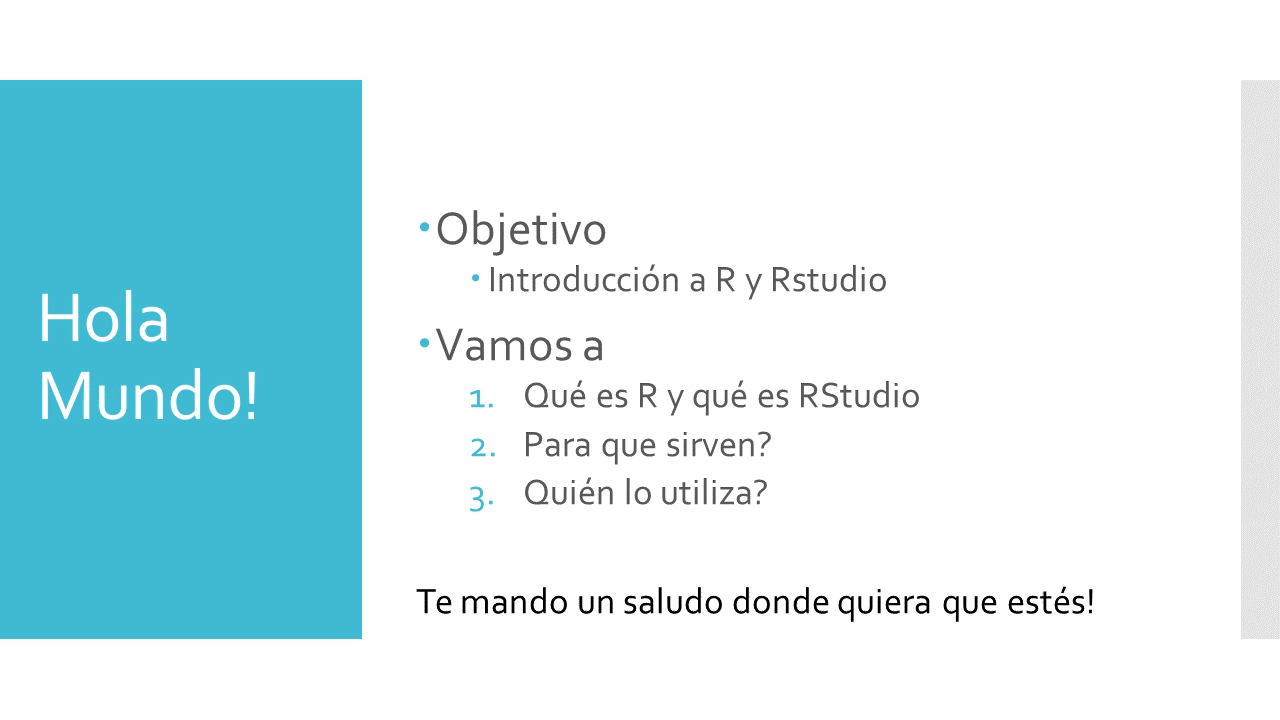 Hola
Mundo!
• Objetivo
• Introducción a R y Rstudio
• Vamos a
1. Qué es R y qué es RStudio
2. Para que sirven?
3. Quién lo utiliza?
Te mando un saludo donde quiera que estés!